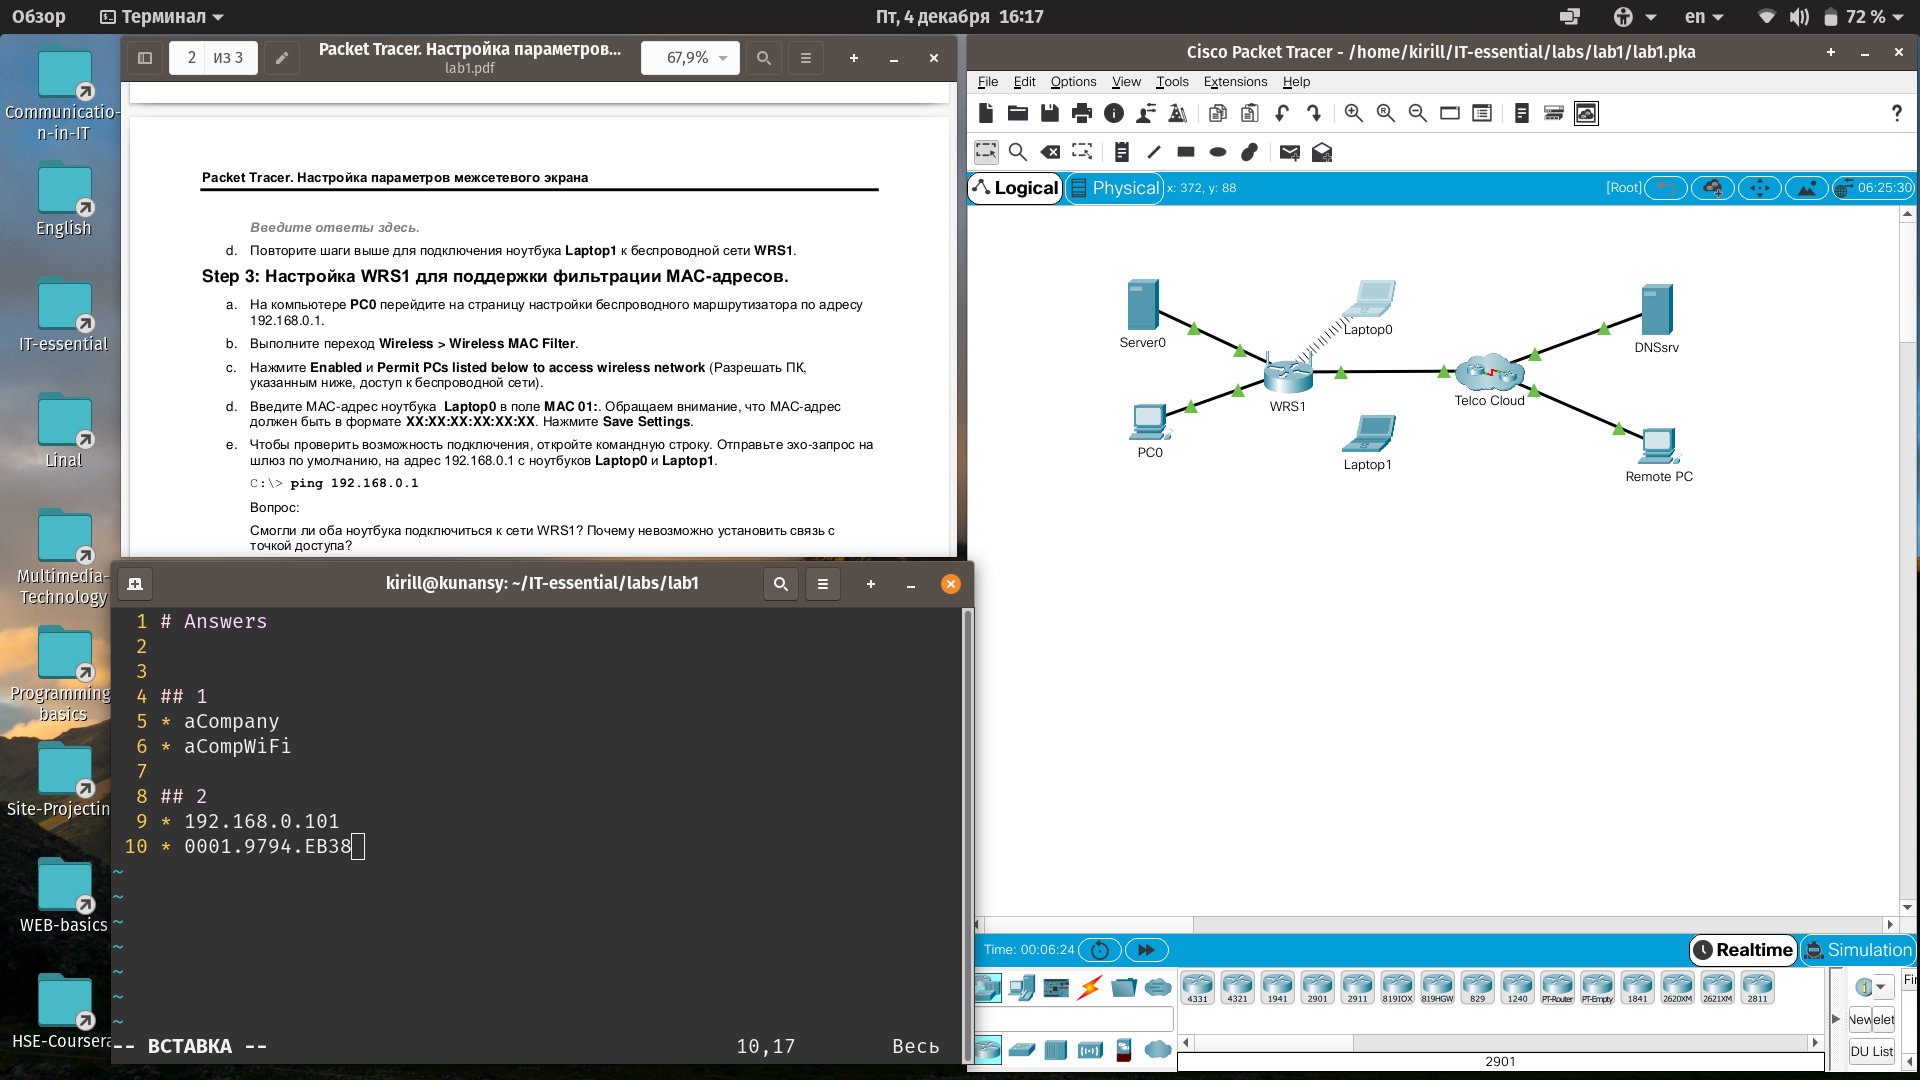 Обзор
Терминал
Пт, 4 декабря 16:17
en
72 %
Communicatio-
n-in-IT
English
IT-essential
Linal
Multimedia-
Technology
Programming-
basics
Site-Projectin
WEB-basics
HSE-Coursera
2 из 3
Packet Tracer. Настройка параметров...
lab1.pdf
67,9%
Packet Tracer. Настройка параметров межсетевого экрана
Введите ответы здесь.
d. Повторите шаги выше для подключения ноутбука Laptop1 к беспроводной сети WRS1.
Step 3: Настройка WRS1 для поддержки фильтрации MAC-адресов.
a. На компьютере PC0 перейдите на страницу настройки беспроводного маршрутизатора по адресу
192.168.0.1.
b. Выполните переход Wireless > Wireless MAC Filter.
c. Нажмите Enabled и Permit PCs listed below to access wireless network (Разрешать ПК,
указанным ниже, доступ к беспроводной сети).
d. Введите MAC-адрес ноутбука Laptop0 в поле MAC 01:. Обращаем внимание, что MAC-адрес
должен быть в формате XX:XX:XX:XX:XX:XX. Нажмите Save Settings.
e. Чтобы проверить возможность подключения, откройте командную строку. Отправьте эхо-запрос на
шлюз по умолчанию, на адрес 192.168.0.1 с ноутбуков Laptop0 и Laptop1.
C:\> ping 192.168.0.1
Вопрос:
Смогли ли оба ноутбука подключиться к сети WRS1? Почему невозможно установить связь с
точкой доступа?
kirill@kunansy: ~/IT-essential/labs/lab1
1 # Answers
2
3
4 ## 1
5 * aCompany
6 * aCompWiFi
7
8 ## 2
9 * 192.168.0.101
10 * 0001.9794.EB38
~
~
~
~
~
~
~
-- ВСТАВКА --
10,17
Весь
Cisco Packet Tracer - /home/kirill/IT-essential/labs/lab1/lab1.pka
File Edit Options View Tools Extensions Help
?
Logical
Physical
x: 372, y: 88
[Root]
06:25:30
Server0
Laptop0
DNSsrv
WRS1
Telco Cloud
PC0
Laptop1
Remote PC
Time: 00:06:24
Realtime
Simulation
4331 4321 1941 2901 2911 819IOX 819HGW 829 1240 PT-Router PT-Empty 1841 2620XM 2621XM 2811
Fir
New
elet
DU List
2901